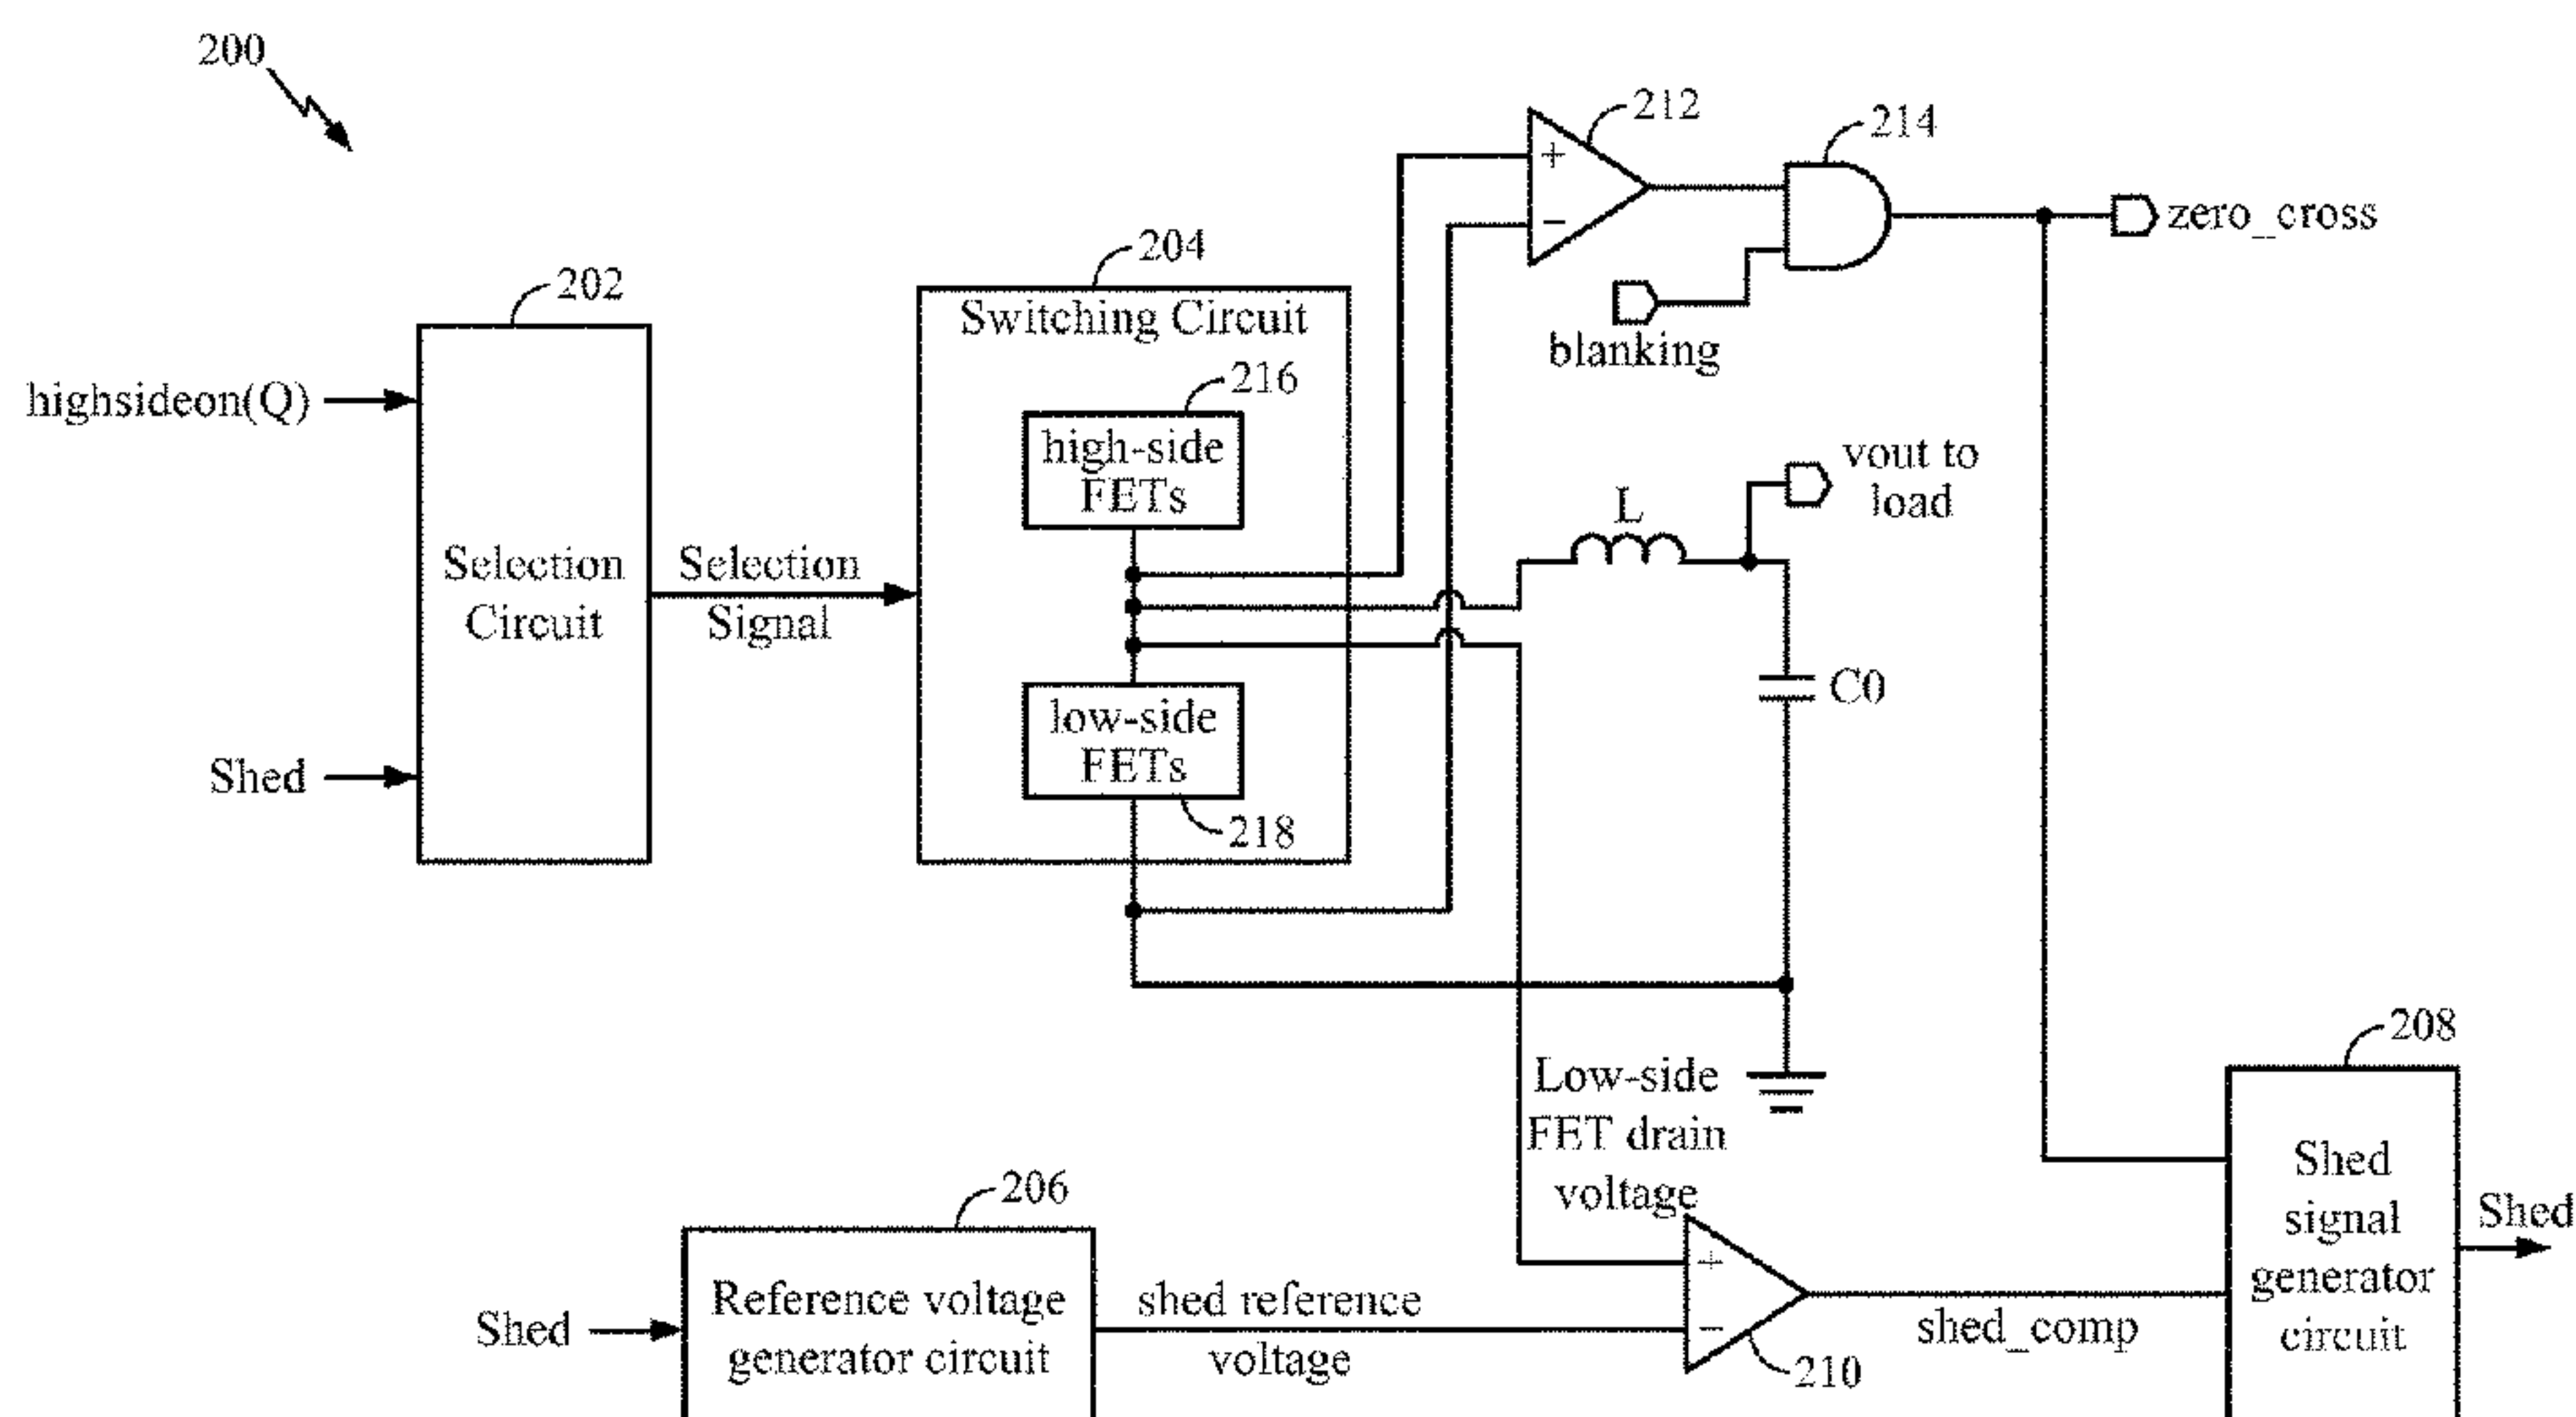 200
212
214
zero_cross
blanking
202
204
Switching Circuit
216
high-side
FETs
highsideon(Q)
Selection
Circuit
Selection
Signal
Shed
low-side
FETs
218
vout to
load
L
C0
Low-side
FET drain
voltage
206
Reference voltage
generator circuit
Shed
shed reference
voltage
+
−
+
−
210
shed_comp
208
Shed
signal
generator
circuit
Shed